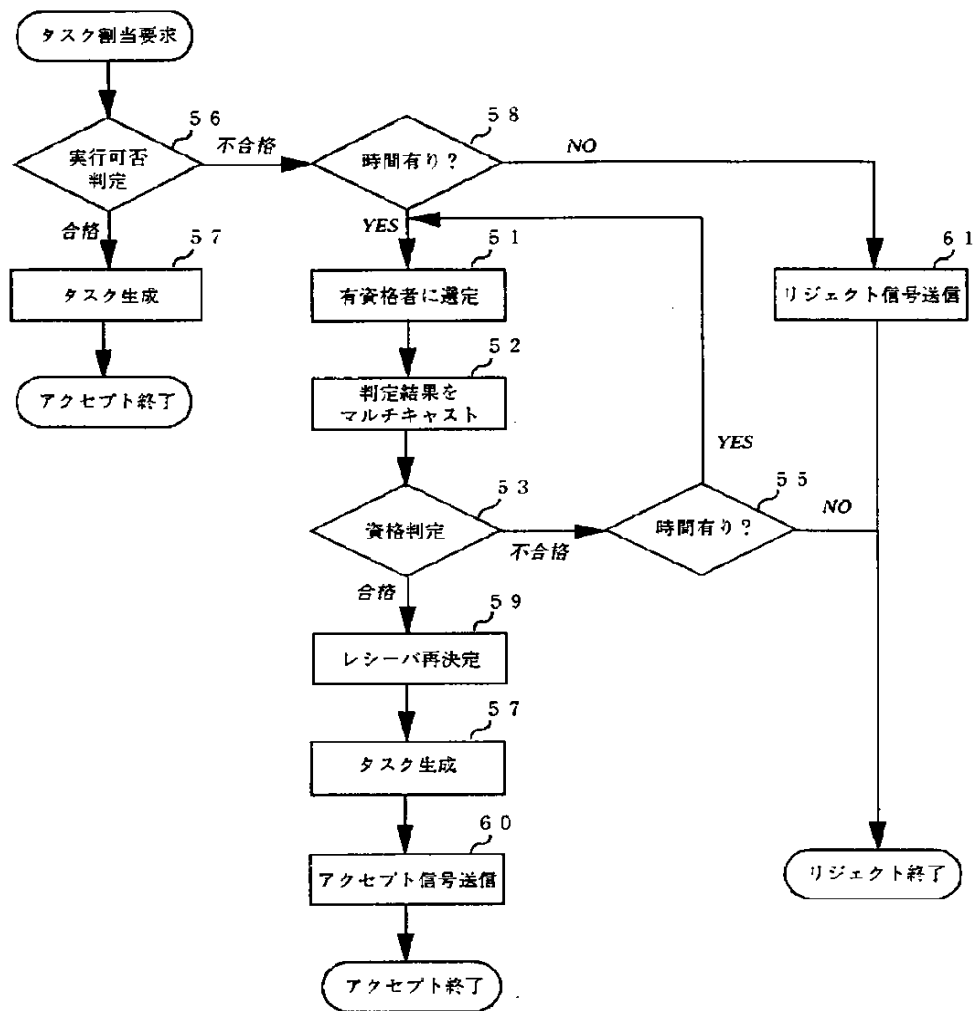 タスク割当要求
５６
実行可否
判定
不合格
合格
５８
時間有り？
NO
YES
５７
タスク生成
アクセプト終了
５１
有資格者に選定
６１
リジェクト信号送信
５２
判定結果を
マルチキャスト
YES
５３
資格判定
不合格
合格
５５
時間有り？
NO
５９
レシーバ再決定
５７
タスク生成
６０
アクセプト信号送信
リジェクト終了
アクセプト終了